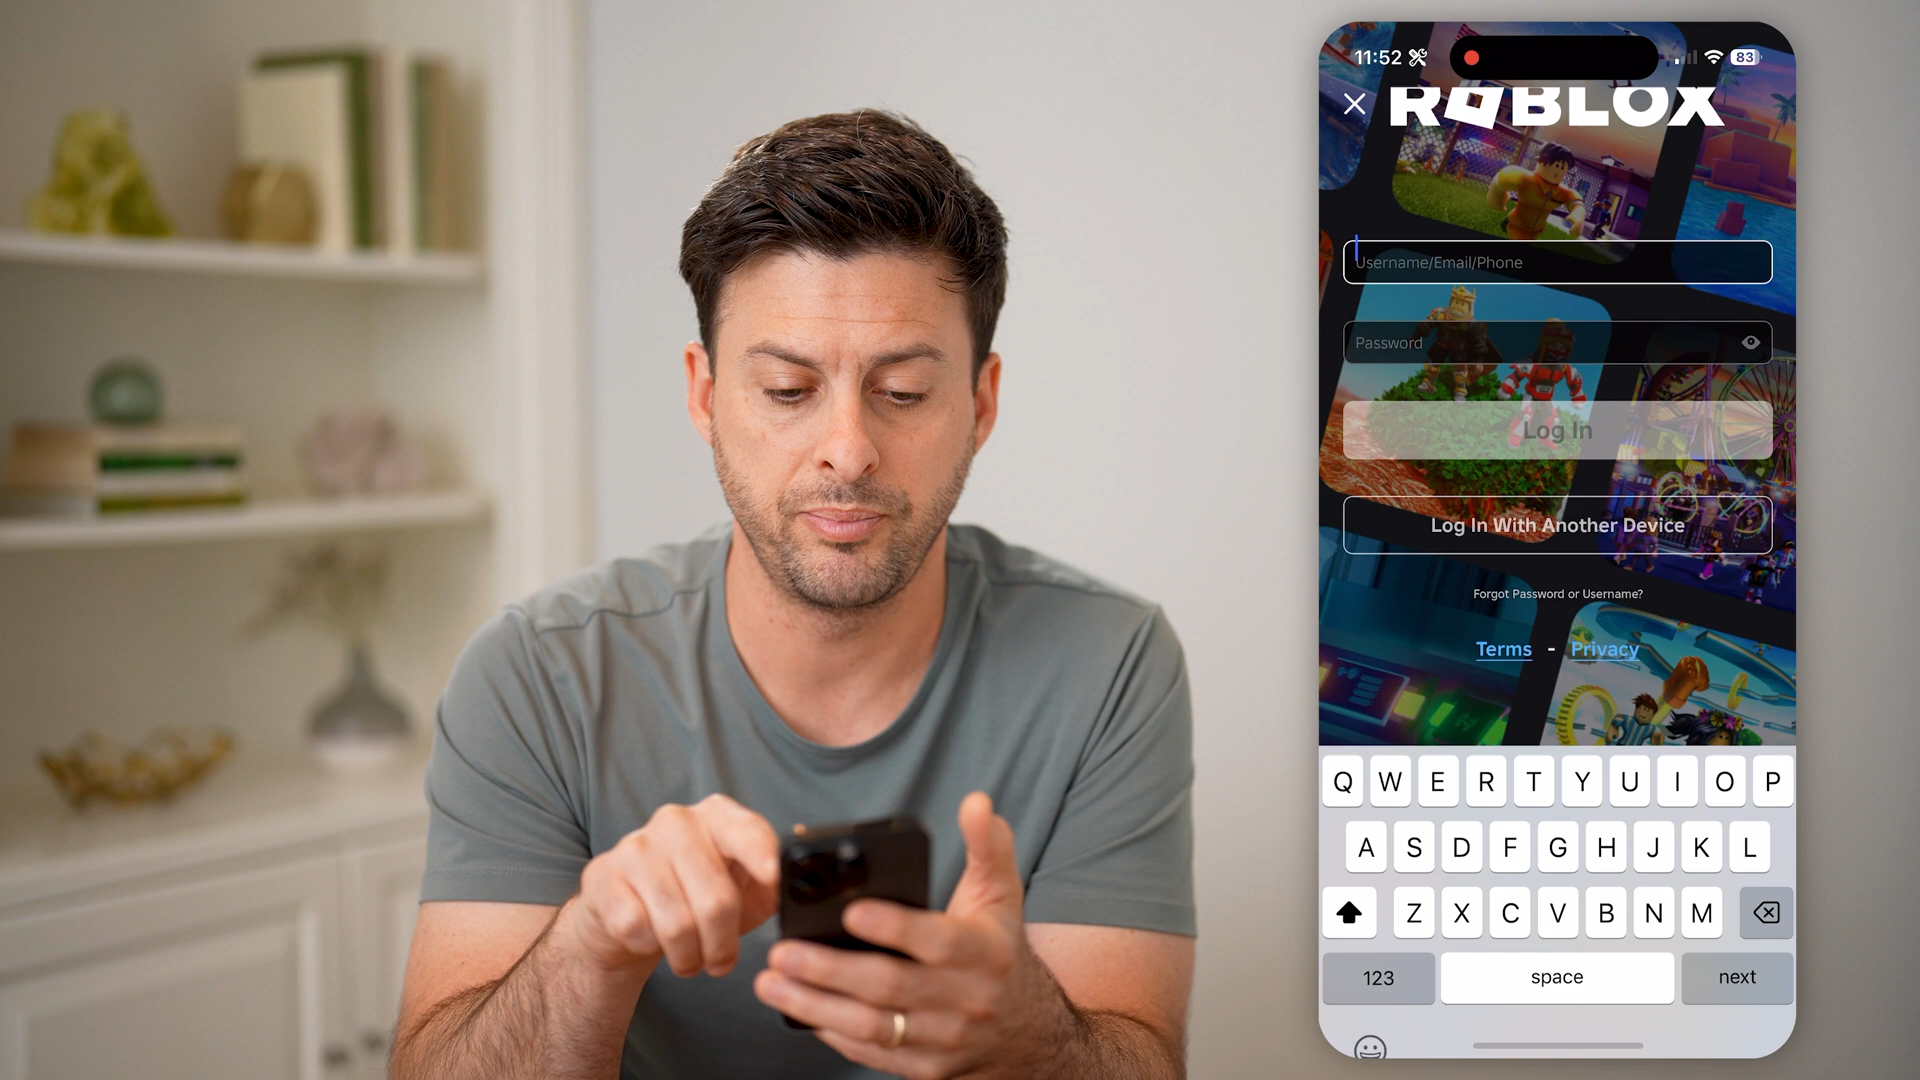 11:52
83
ROBLOX
Username/Email/Phone
Password
Log In
Log In With Another Device
Forgot Password or Username?
Terms - Privacy
Q W E R T Y U I O P
A S D F G H J K L
Z X C V B N M
123 space next